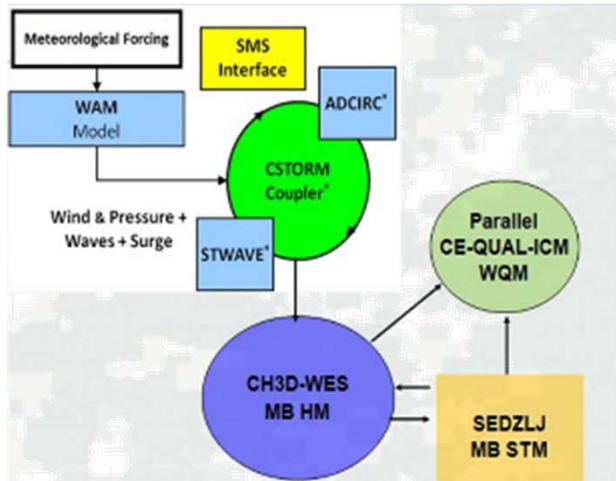 Meteorological Forcing
SMS
Interface
WAM
Model
ADCIRC*
CSTORM
Coupler*
Wind & Pressure +
Waves + Surge
STWAVE*
Parallel
CE-QUAL-ICM
WQM
CH3D-WES
MB HM
SEDZLJ
MB STM